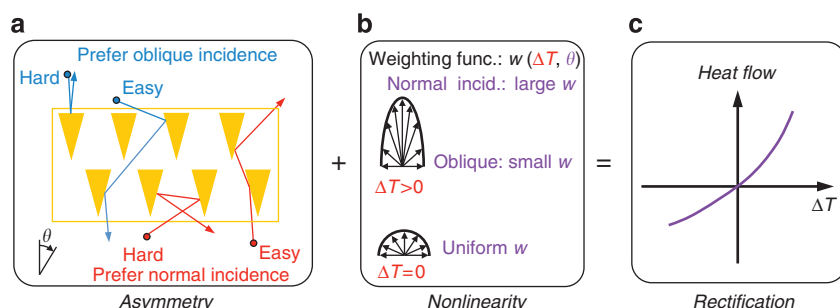 a
Prefer oblique incidence
Hard
Easy
θ
Hard
Easy
Prefer normal incidence
Asymmetry
+
b
Weighting func.: w (ΔT, θ)
Normal incid.: large w
Oblique: small w
ΔT>0
Uniform w
ΔT=0
Nonlinearity
=
c
Heat flow
ΔT
Rectification